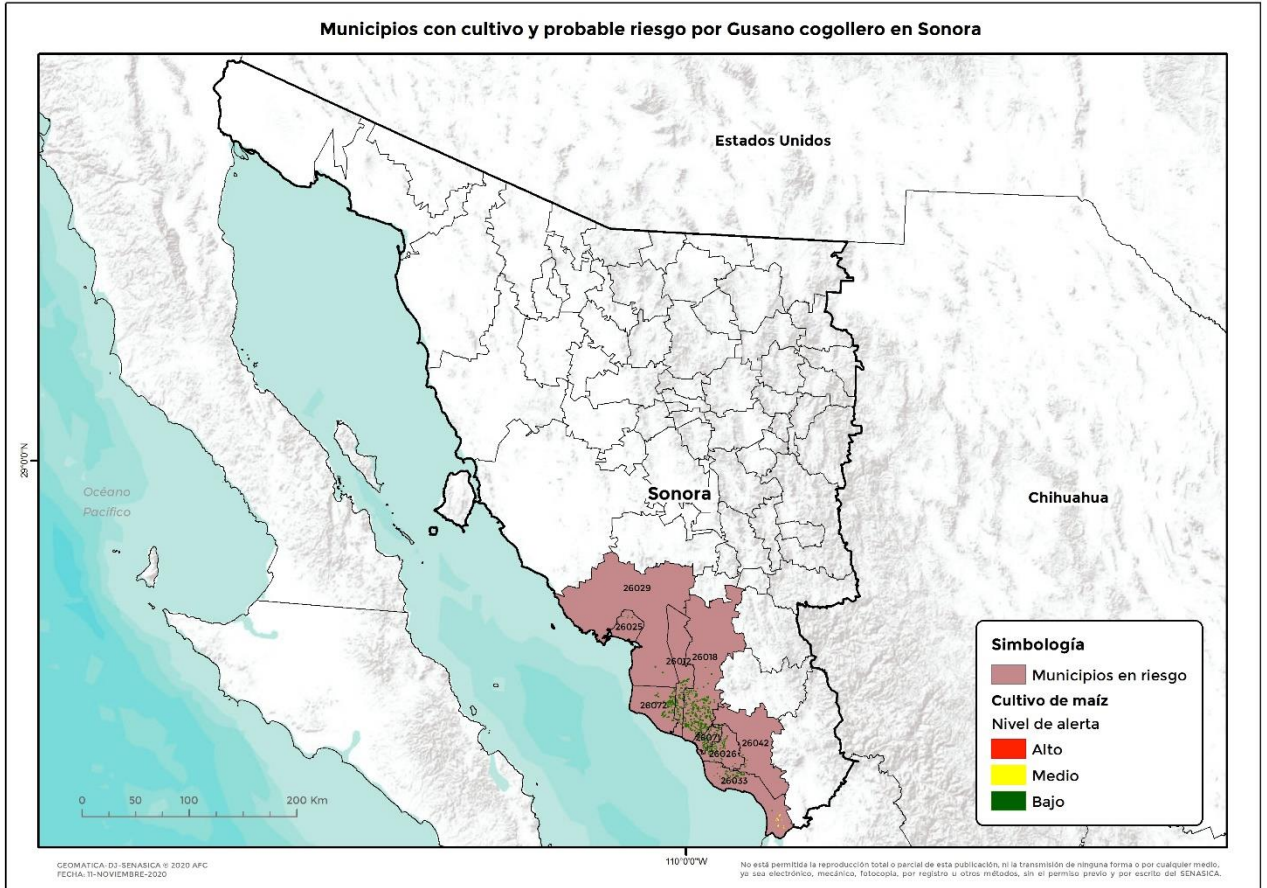 Municipios con cultivo y probable riesgo por Gusano cogollero en Sonora
Estados Unidos
29°0'0"N
Sonora
Chihuahua
Océano
Pacífico
26029
26025
26012
26018
26072
26071
26042
26026
26033
Simbología
Municipios en riesgo
Cultivo de maíz
Nivel de alerta
Alto
Medio
Bajo
0 50 100 200 Km
110°0'0"W
GEOMATICA-DJ-SENASICA © 2020 AFC
FECHA: 11-NOVIEMBRE-2020
No está permitida la reproducción total o parcial de esta publicación, ni la transmisión de ninguna forma o por cualquier medio,
ya sea electrónico, mecánico, fotocopia, por registro u otros métodos, sin el permiso previo y por escrito del SENASICA.